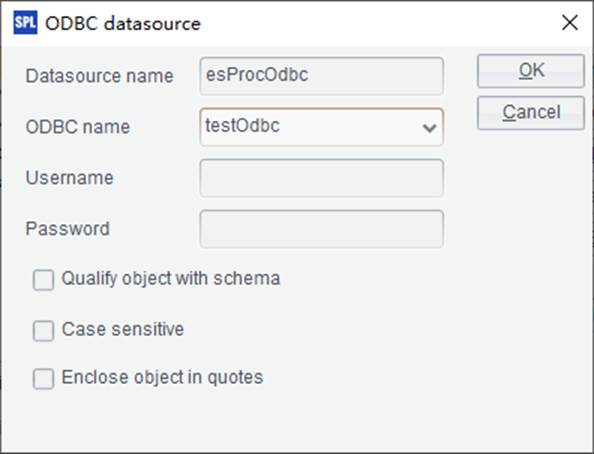 SPL ODBC datasource
Datasource name esProcOdbc OK
ODBC name testOdbc Cancel
Username
Password
Qualify object with schema
Case sensitive
Enclose object in quotes